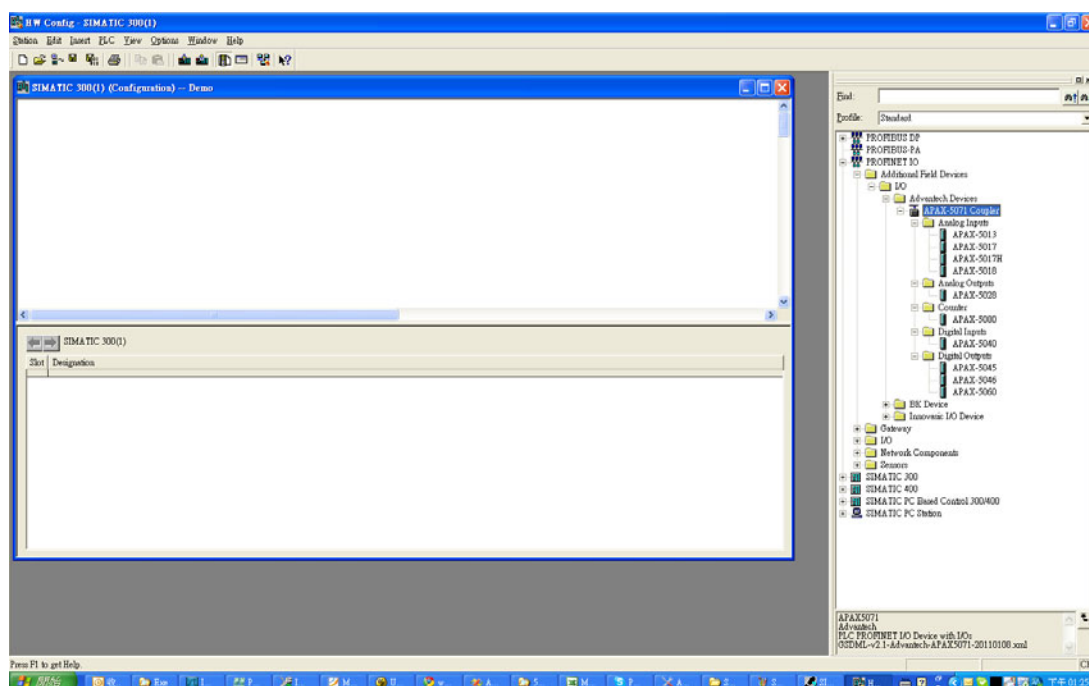 HW Config - SIMATIC 300(1)
Station Edit Insert PLC View Options Window Help
SIMATIC 300(1) (Configuration) -- Demo
Find:
Profile: Standard
PROFIBUS DP
PROFIBUS-PA
PROFINET IO
Additional Field Devices
I/O
Advantech Devices
APAX-5071 Coupler
Analog Inputs
APAX-5013
APAX-5017
APAX-5017H
APAX-5018
Analog Outputs
APAX-5028
Counter
APAX-5080
Digital Inputs
APAX-5040
Digital Outputs
APAX-5045
APAX-5046
APAX-5060
BK Device
Innovasic I/O Device
Gateway
I/O
Network Components
Sensors
SIMATIC 300
SIMATIC 400
SIMATIC PC Based Control 300/400
SIMATIC PC Station
SIMATIC 300(1)
Slot Designation
APAX5071
Advantech
PLC PROFINET I/O Device with I/Os
GSDML-v2.1-Advantech-APAX5071-20110108.xml
Press F1 to get Help.